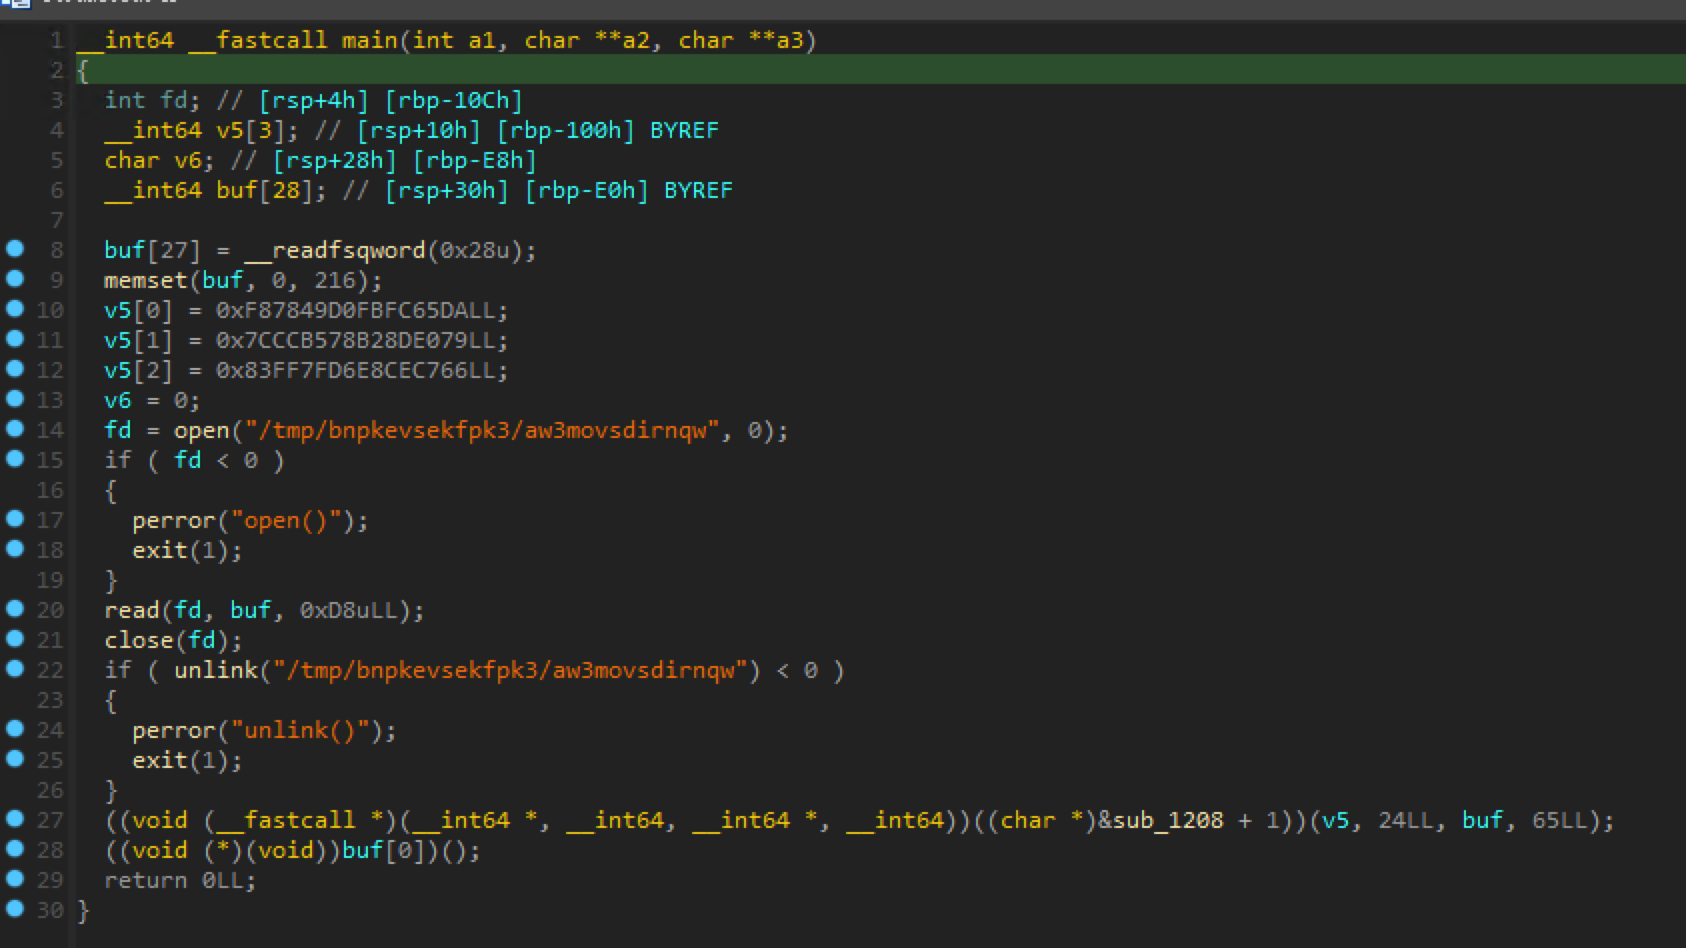 1 __int64 __fastcall main(int a1, char **a2, char **a3)
2 {
3 int fd; // [rsp+4h] [rbp-10Ch]
4 __int64 v5[3]; // [rsp+10h] [rbp-100h] BYREF
5 char v6; // [rsp+28h] [rbp-E8h]
6 __int64 buf[28]; // [rsp+30h] [rbp-E0h] BYREF
7
8 buf[27] = __readfsqword(0x28u);
9 memset(buf, 0, 216);
10 v5[0] = 0xF87849D0FBFC65DALL;
11 v5[1] = 0x7CCCB578B28DE079LL;
12 v5[2] = 0x83FF7FD6E8CEC766LL;
13 v6 = 0;
14 fd = open("/tmp/bnpkevsekfpk3/aw3movsdirnqw", 0);
15 if ( fd < 0 )
16 {
17 perror("open()");
18 exit(1);
19 }
20 read(fd, buf, 0xD8uLL);
21 close(fd);
22 if ( unlink("/tmp/bnpkevsekfpk3/aw3movsdirnqw") < 0 )
23 {
24 perror("unlink()");
25 exit(1);
26 }
27 ((void (__fastcall *)(__int64 *, __int64, __int64 *, __int64))((char *)&sub_1208 + 1))(v5, 24LL, buf, 65LL);
28 ((void (*)(void))buf[0])();
29 return 0LL;
30 }